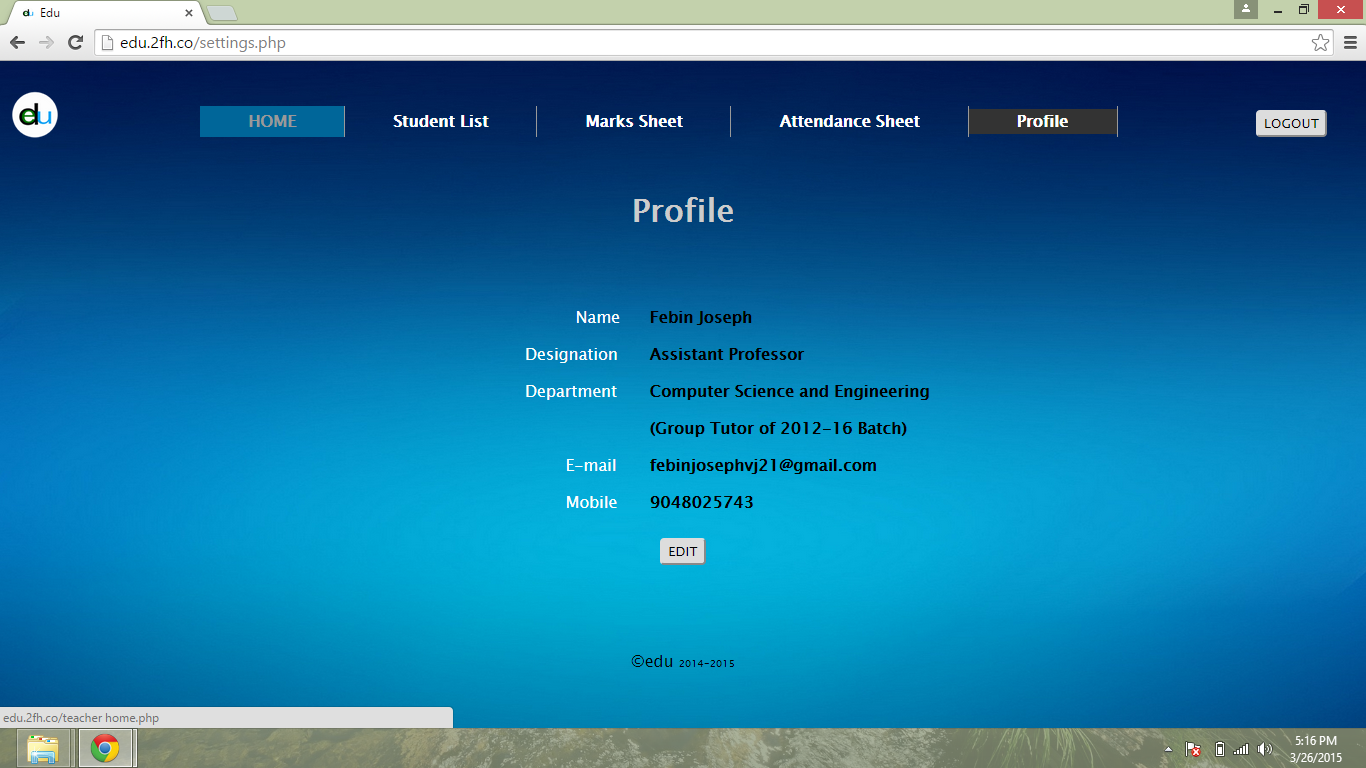 Edu
edu.2fh.co/settings.php
edu
HOME Student List Marks Sheet Attendance Sheet Profile LOGOUT
Profile
Name Febin Joseph
Designation Assistant Professor
Department Computer Science and Engineering
(Group Tutor of 2012-16 Batch)
E-mail febinjosephvj21@gmail.com
Mobile 9048025743
EDIT
©edu 2014-2015
edu.2fh.co/teacher home.php
5:16 PM
3/26/2015